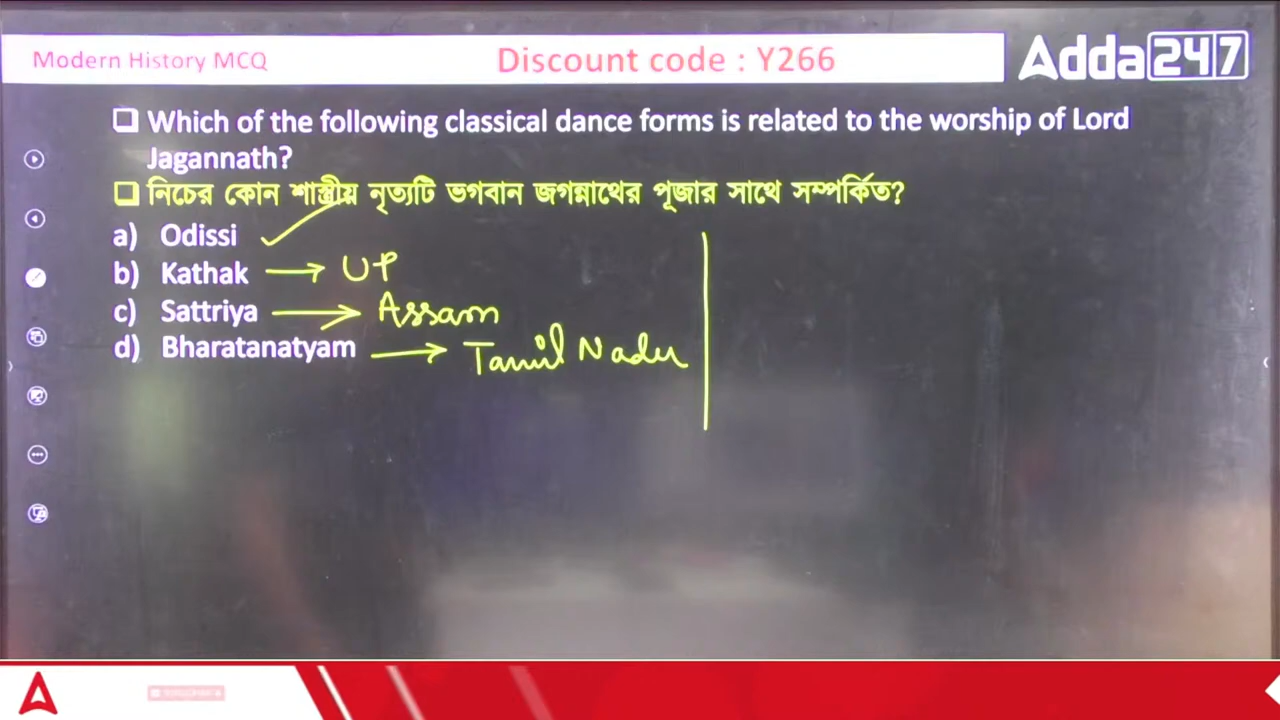 Modern History MCQ
Discount code : Y266
Adda247
Which of the following classical dance forms is related to the worship of Lord
Jagannath?
নিচের কোন শাস্ত্রীয় নৃত্যটি ভগবান জগন্নাথের পূজার সাথে সম্পর্কিত?
a) Odissi
b) Kathak → UP
c) Sattriya → Assam
d) Bharatanatyam → Tamil Nadu